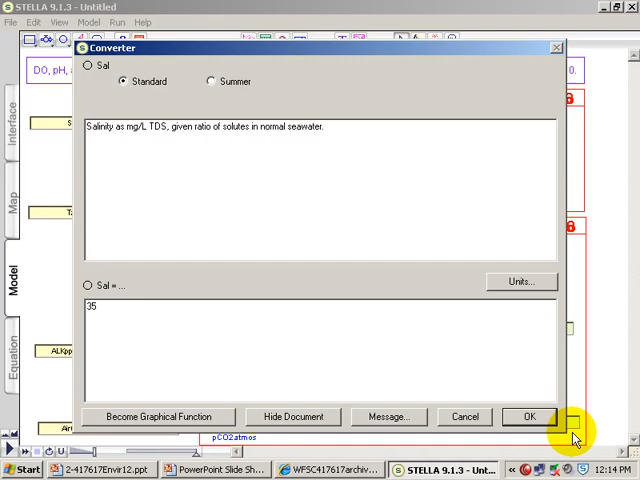 STELLA 9.1.3 - Untitled
File Edit View Model Run Help
Converter
DO, pH, a
0.
Sal
Standard Summer
Salinity as mg/L TDS, given ratio of solutes in normal seawater.
Interface
Map
Model
Equation
S
Ta
ALKpp
Air
Units...
Sal = ...
35
Become Graphical Function Hide Document Message... Cancel OK
pCO2atmos
Start 2-417617Envir12.ppt PowerPoint Slide Sh... WFSC417617archiv... STELLA 9.1.3 - Unt... 12:14 PM